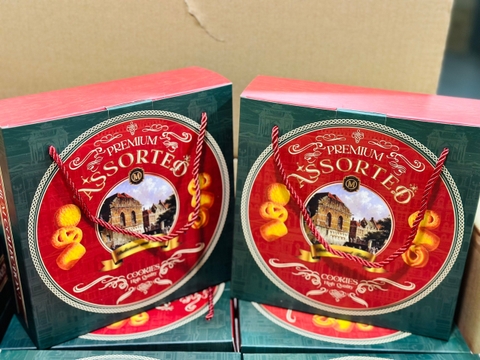 PREMIUM
ASSORTED
M
COOKIES
High Quality
PREMIUM
ASSORTED
M
COOKIES
High Quality